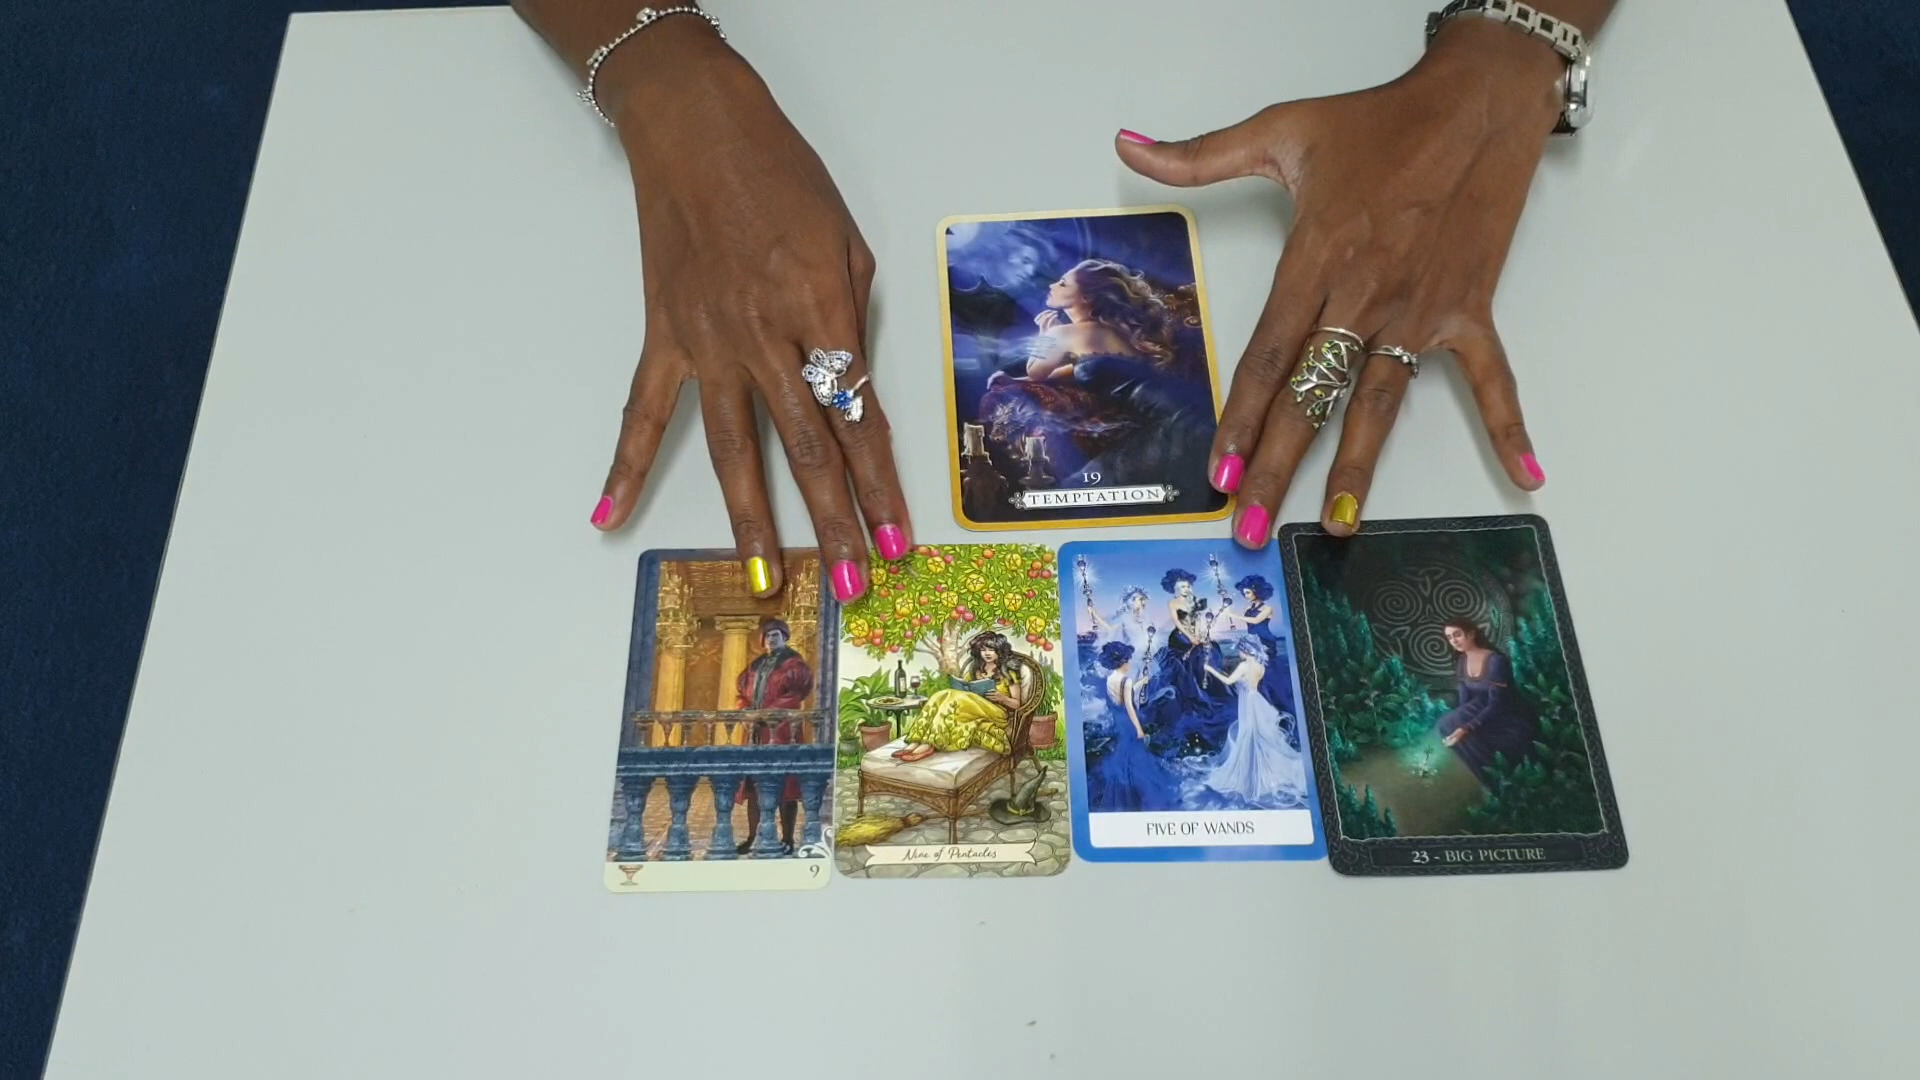 19
TEMPTATION
9
Nine of Pentacles
FIVE OF WANDS
23 - BIG PICTURE